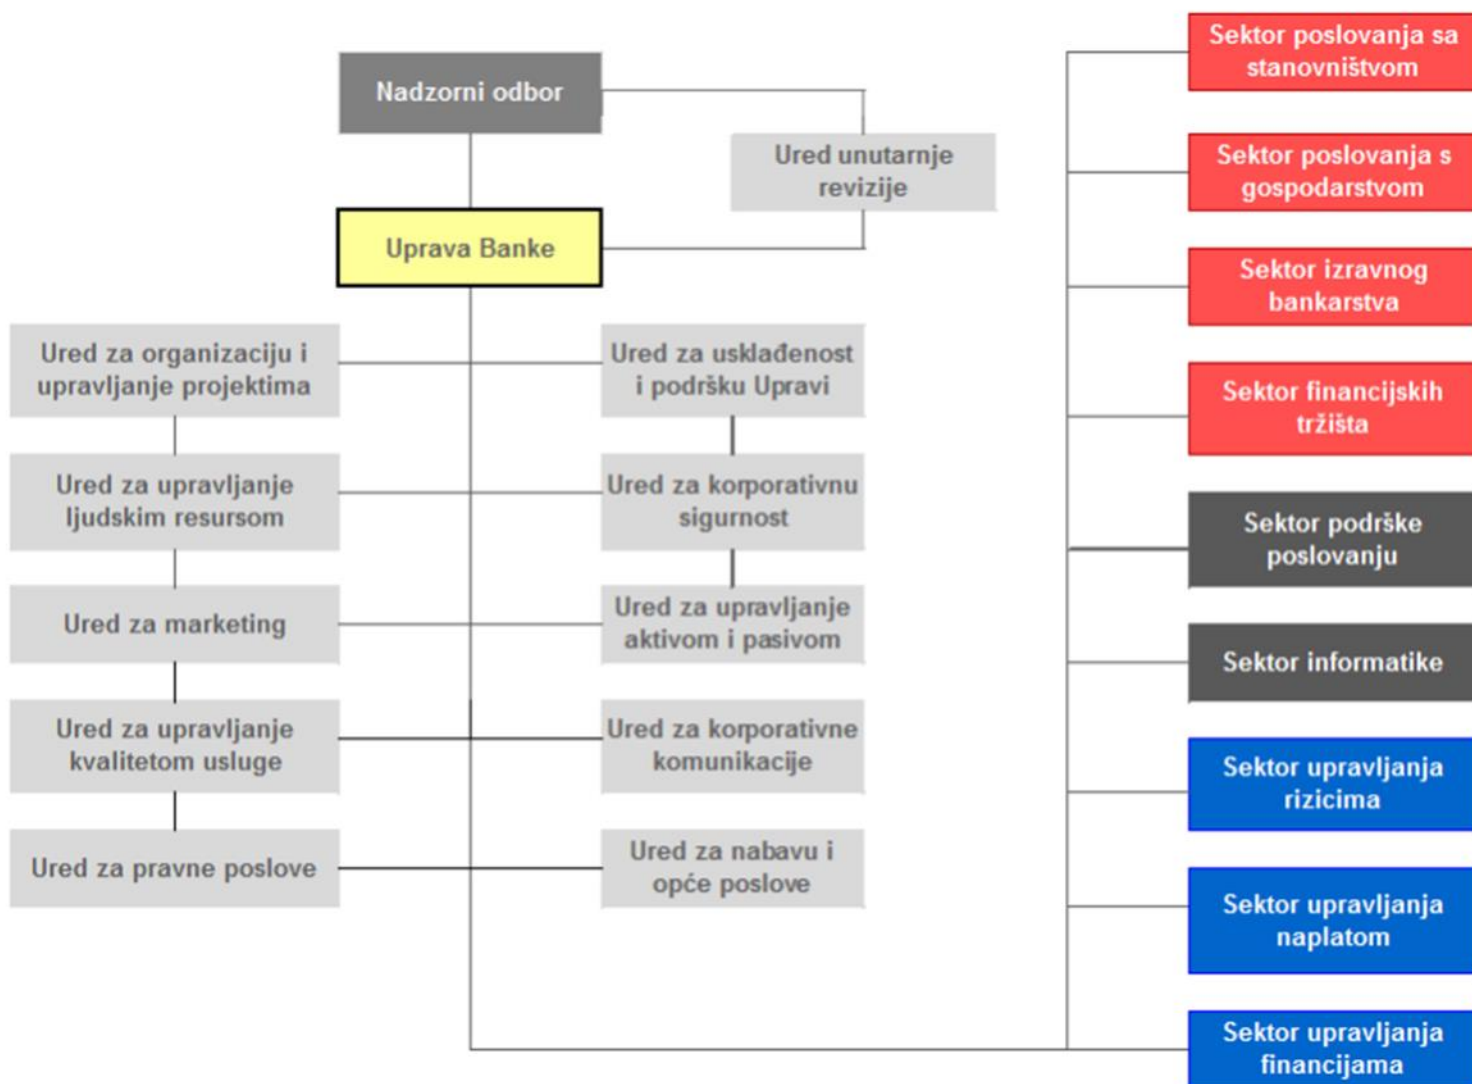 Nadzorni odbor
Ured unutarnje
revizije
Uprava Banke
Ured za organizaciju i
upravljanje projektima
Ured za usklađenost
i podršku Upravi
Ured za upravljanje
ljudskim resursom
Ured za korporativnu
sigurnost
Ured za marketing
Ured za upravljanje
aktivom i pasivom
Ured za upravljanje
kvalitetom usluge
Ured za korporativne
komunikacije
Ured za pravne poslove
Ured za nabavu i
opće poslove
Sektor poslovanja sa
stanovništvom
Sektor poslovanja s
gospodarstvom
Sektor izravnog
bankarstva
Sektor financijskih
tržišta
Sektor podrške
poslovanju
Sektor informatike
Sektor upravljanja
rizicima
Sektor upravljanja
naplatom
Sektor upravljanja
financijama